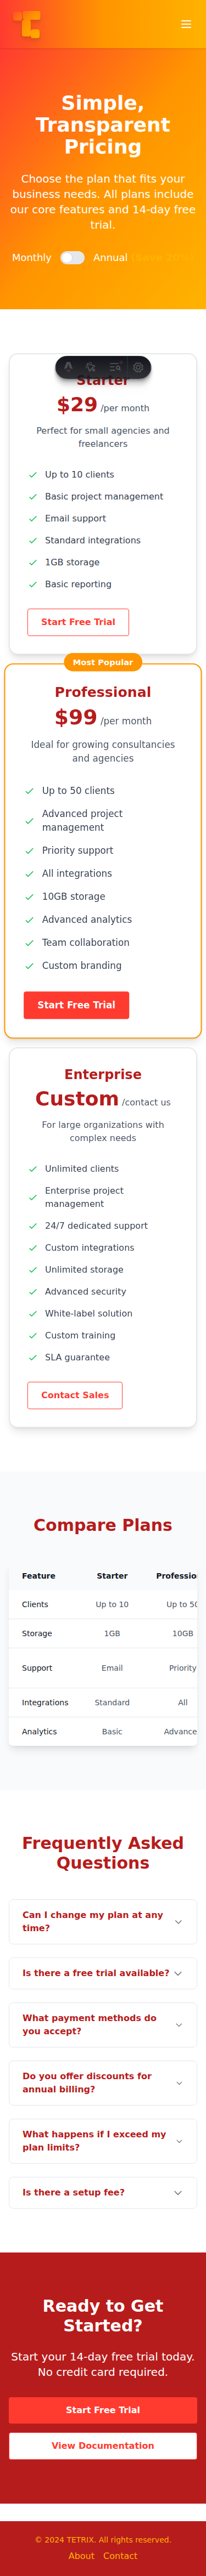 Simple,
Transparent
Pricing
Choose the plan that fits your
business needs. All plans include
our core features and 14-day free
trial.
Monthly Annual
Starter
$29 /per month
Perfect for small agencies and
freelancers
Up to 10 clients
Basic project management
Email support
Standard integrations
1GB storage
Basic reporting
Start Free Trial
Most Popular
Professional
$99 /per month
Ideal for growing consultancies
and agencies
Up to 50 clients
Advanced project
management
Priority support
All integrations
10GB storage
Advanced analytics
Team collaboration
Custom branding
Start Free Trial
Enterprise
Custom /contact us
For large organizations with
complex needs
Unlimited clients
Enterprise project
management
24/7 dedicated support
Custom integrations
Unlimited storage
Advanced security
White-label solution
Custom training
SLA guarantee
Contact Sales
Compare Plans
Feature Starter Profession
Clients Up to 10 Up to 50
Storage 1GB 10GB
Support Email Priority
Integrations Standard All
Analytics Basic Advance
Frequently Asked
Questions
Can I change my plan at any
time?
Is there a free trial available?
What payment methods do
you accept?
Do you offer discounts for
annual billing?
What happens if I exceed my
plan limits?
Is there a setup fee?
Ready to Get
Started?
Start your 14-day free trial today.
No credit card required.
Start Free Trial
View Documentation
© 2024 TETRIX. All rights reserved.
About Contact